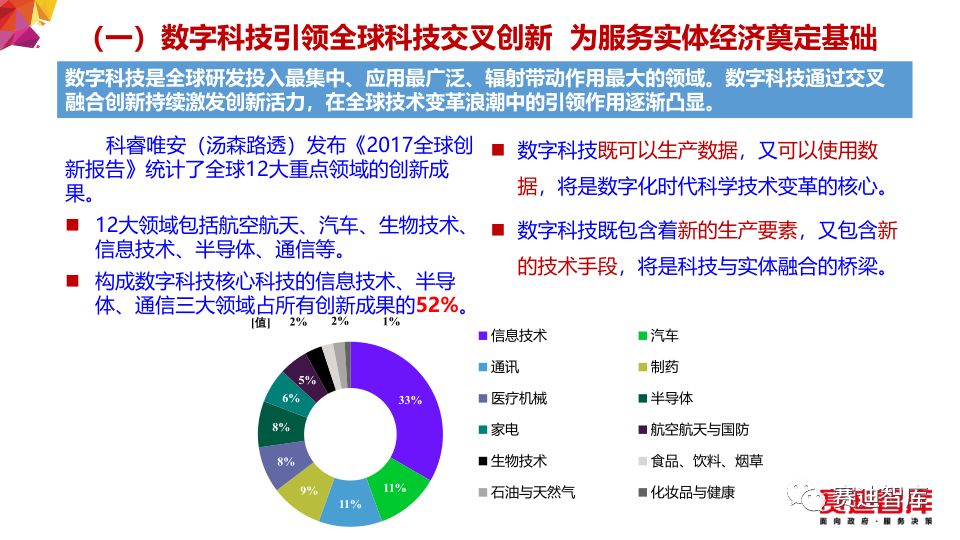 （一）数字科技引领全球科技交叉创新 为服务实体经济奠定基础
数字科技是全球研发投入最集中、应用最广泛、辐射带动作用最大的领域。数字科技通过交叉
融合创新持续激发创新活力，在全球技术变革浪潮中的引领作用逐渐凸显。
科睿唯安（汤森路透）发布《2017全球创
新报告》统计了全球12大重点领域的创新成
果。
12大领域包括航空航天、汽车、生物技术、
信息技术、半导体、通信等。
构成数字科技核心科技的信息技术、半导
体、通信三大领域占所有创新成果的52%。
数字科技既可以生产数据，又可以使用数
据，将是数字化时代科学技术变革的核心。
数字科技既包含着新的生产要素，又包含新
的技术手段，将是科技与实体融合的桥梁。
[值] 2% 2% 1%
5%
6%
8%
8%
9%
11%
11%
33%
信息技术 汽车
通讯 制药
医疗机械 半导体
家电 航空航天与国防
生物技术 食品、饮料、烟草
石油与天然气 化妆品与健康
赛迪智库
赛迪智库
面向政府·服务决策